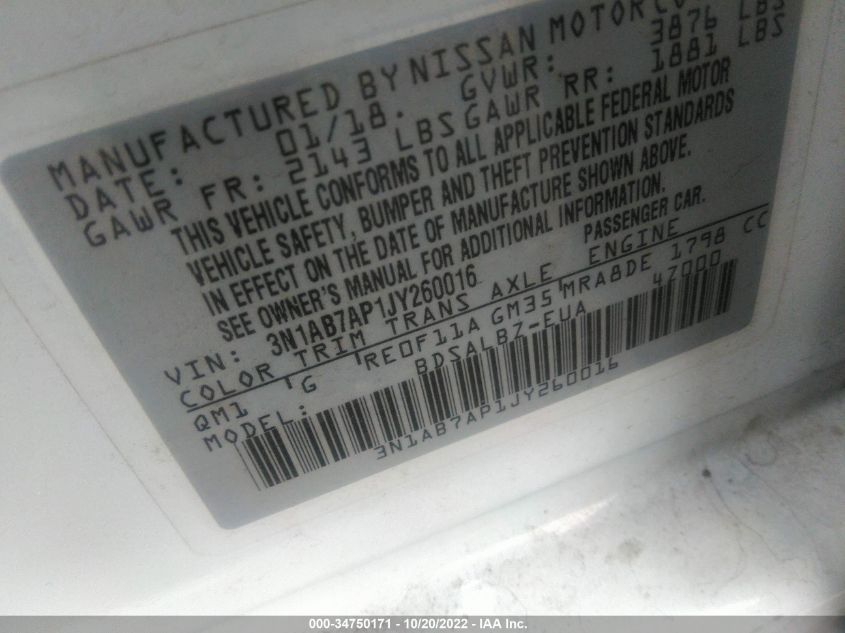 MANUFACTURED BY NISSAN MOTOR CO
DATE: 01/18. GVWR: 3876 LBS
GAWR FR: 2143 LBS GAWR RR: 1881 LBS
THIS VEHICLE CONFORMS TO ALL APPLICABLE FEDERAL MOTOR
VEHICLE SAFETY, BUMPER AND THEFT PREVENTION STANDARDS
IN EFFECT ON THE DATE OF MANUFACTURE SHOWN ABOVE.
SEE OWNER'S MANUAL FOR ADDITIONAL INFORMATION.
VIN: 3N1AB7AP1JY260016 PASSENGER CAR.
COLOR TRIM TRANS AXLE ENGINE
QM1 G RE0F11A GM35 MRA8DE 1798 CC
MODEL: BDSALB7-EUA 47000
3N1AB7AP1JY260016
000-34750171 - 10/20/2022 - IAA Inc.